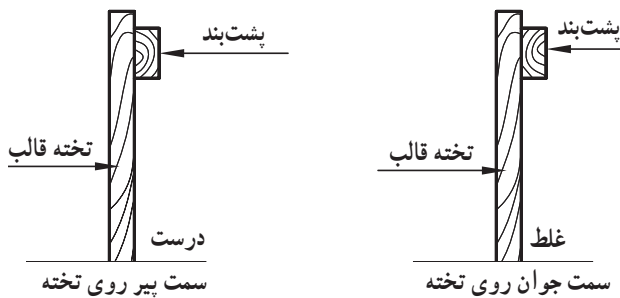 پشت‌بند
تخته قالب
غلط
سمت جوان روی تخته
پشت‌بند
تخته قالب
درست
سمت پیر روی تخته